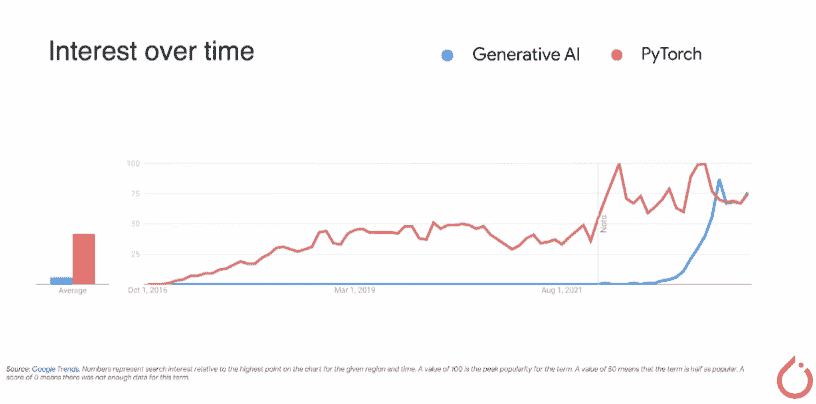 Interest over time
Generative AI
PyTorch
100
75
50
25
Note
Average
Oct 1, 2016
Mar 1, 2019
Aug 1, 2021
Source: Google Trends. Numbers represent search interest relative to the highest point on the chart for the given region and time. A value of 100 is the peak popularity for the term. A value of 50 means that the term is half as popular. A
score of 0 means there was not enough data for this term.